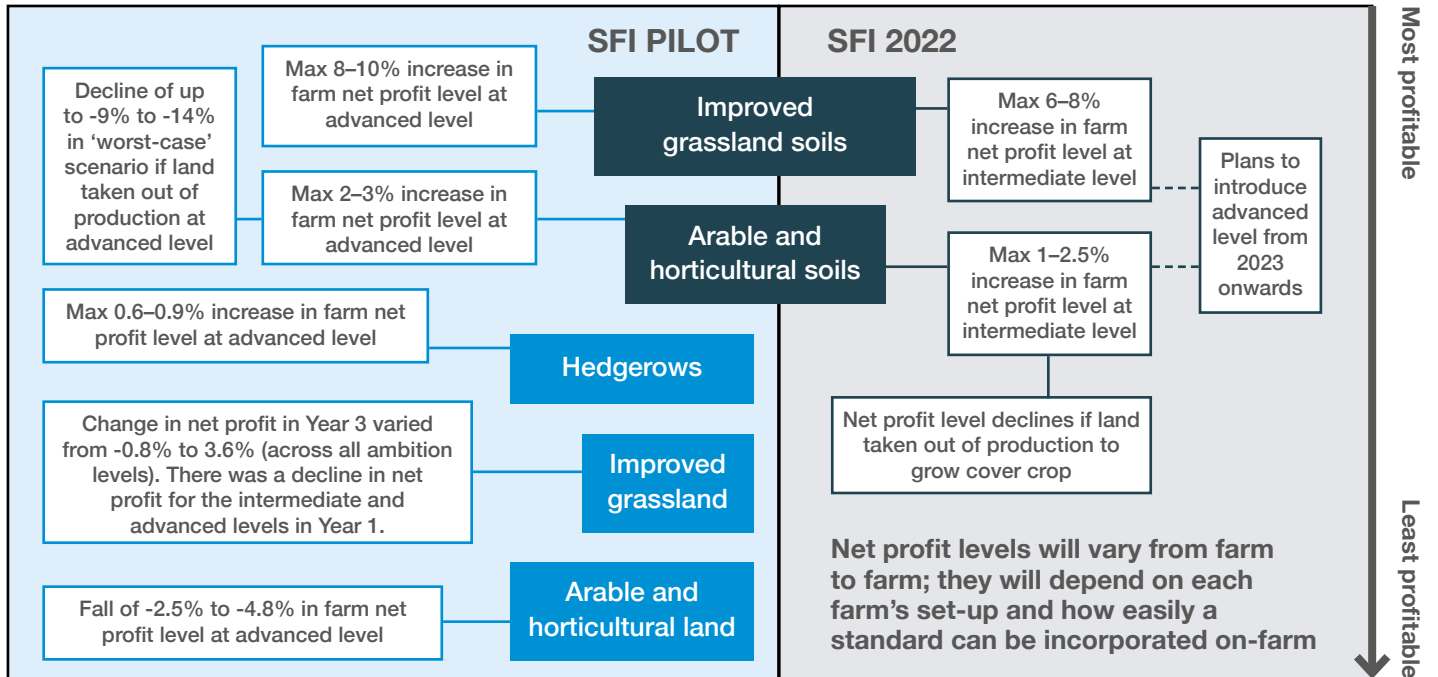 SFI PILOT
SFI 2022
Most profitable
Least profitable
Decline of up
to -9% to -14%
in ‘worst-case’
scenario if land
taken out of
production at
advanced level
Max 8–10% increase in
farm net profit level at
advanced level
Max 2–3% increase in
farm net profit level at
advanced level
Improved
grassland soils
Arable and
horticultural soils
Max 6–8%
increase in farm
net profit level at
intermediate level
Max 1–2.5%
increase in farm
net profit level at
intermediate level
Plans to
introduce
advanced
level from
2023
onwards
Max 0.6–0.9% increase in farm net
profit level at advanced level
Hedgerows
Change in net profit in Year 3 varied
from -0.8% to 3.6% (across all ambition
levels). There was a decline in net
profit for the intermediate and
advanced levels in Year 1.
Improved
grassland
Net profit level declines if land
taken out of production to
grow cover crop
Fall of -2.5% to -4.8% in farm net
profit level at advanced level
Arable and
horticultural land
Net profit levels will vary from farm
to farm; they will depend on each
farm’s set-up and how easily a
standard can be incorporated on-farm